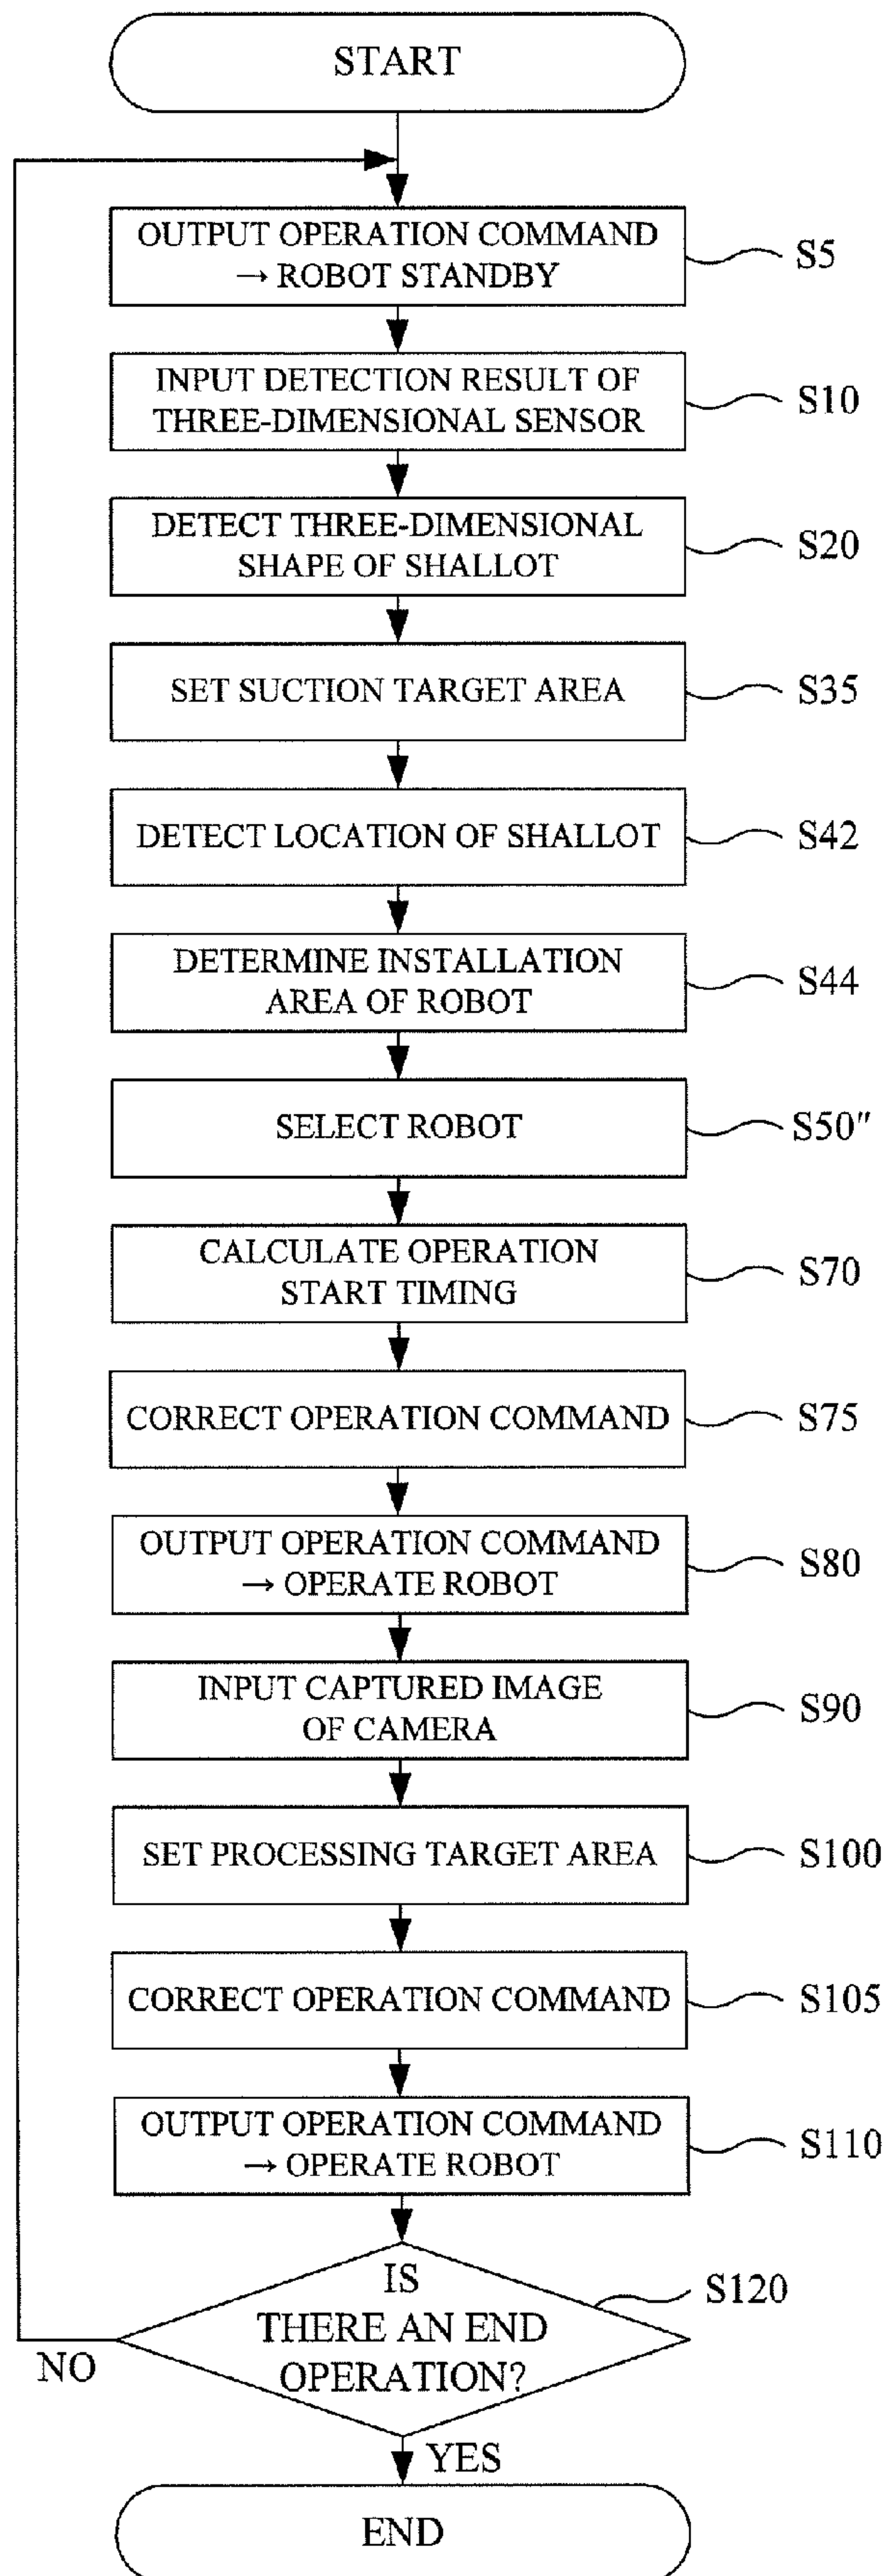 START
OUTPUT OPERATION COMMAND
→ ROBOT STANDBY
S5
INPUT DETECTION RESULT OF
THREE-DIMENSIONAL SENSOR
S10
DETECT THREE-DIMENSIONAL
SHAPE OF SHALLOT
S20
SET SUCTION TARGET AREA
S35
DETECT LOCATION OF SHALLOT
S42
DETERMINE INSTALLATION
AREA OF ROBOT
S44
SELECT ROBOT
S50″
CALCULATE OPERATION
START TIMING
S70
CORRECT OPERATION COMMAND
S75
OUTPUT OPERATION COMMAND
→ OPERATE ROBOT
S80
INPUT CAPTURED IMAGE
OF CAMERA
S90
SET PROCESSING TARGET AREA
S100
CORRECT OPERATION COMMAND
S105
OUTPUT OPERATION COMMAND
→ OPERATE ROBOT
S110
IS
THERE AN END
OPERATION?
S120
NO
YES
END